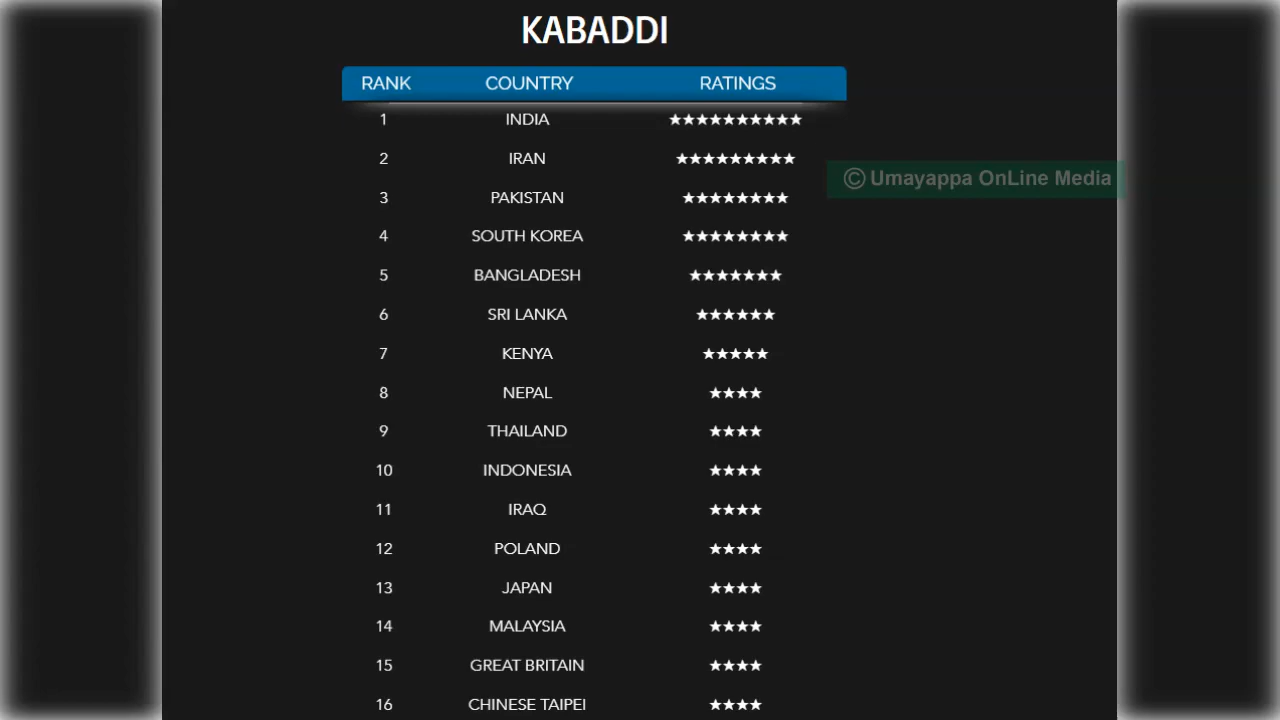 KABADDI
RANK COUNTRY RATINGS
1 INDIA ★★★★★★★★★★
2 IRAN ★★★★★★★★★
© Umayappa OnLine Media
3 PAKISTAN ★★★★★★★★
4 SOUTH KOREA ★★★★★★★★
5 BANGLADESH ★★★★★★★
6 SRI LANKA ★★★★★★
7 KENYA ★★★★★
8 NEPAL ★★★★
9 THAILAND ★★★★
10 INDONESIA ★★★★
11 IRAQ ★★★★
12 POLAND ★★★★
13 JAPAN ★★★★
14 MALAYSIA ★★★★
15 GREAT BRITAIN ★★★★
16 CHINESE TAIPEI ★★★★